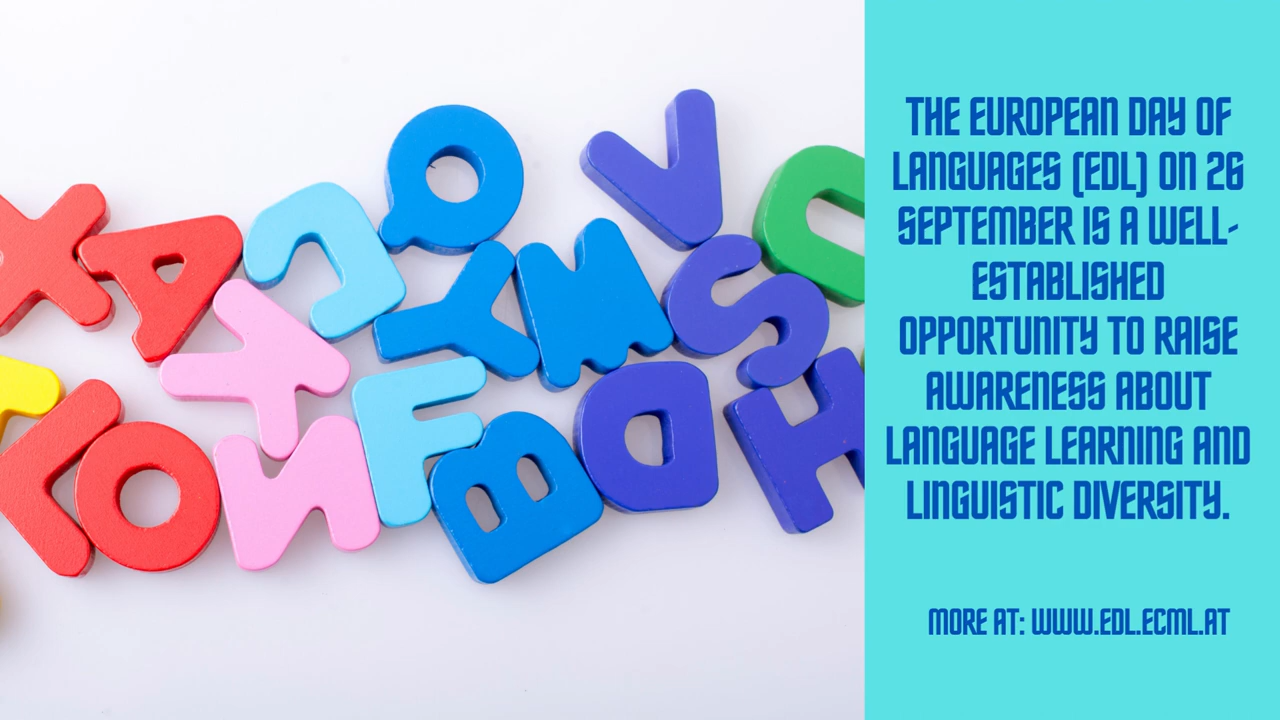 THE EUROPEAN DAY OF
LANGUAGES (EDL) ON 26
SEPTEMBER IS A WELL-
ESTABLISHED
OPPORTUNITY TO RAISE
AWARENESS ABOUT
LANGUAGE LEARNING AND
LINGUISTIC DIVERSITY.
MORE AT: WWW.EDL.ECML.AT